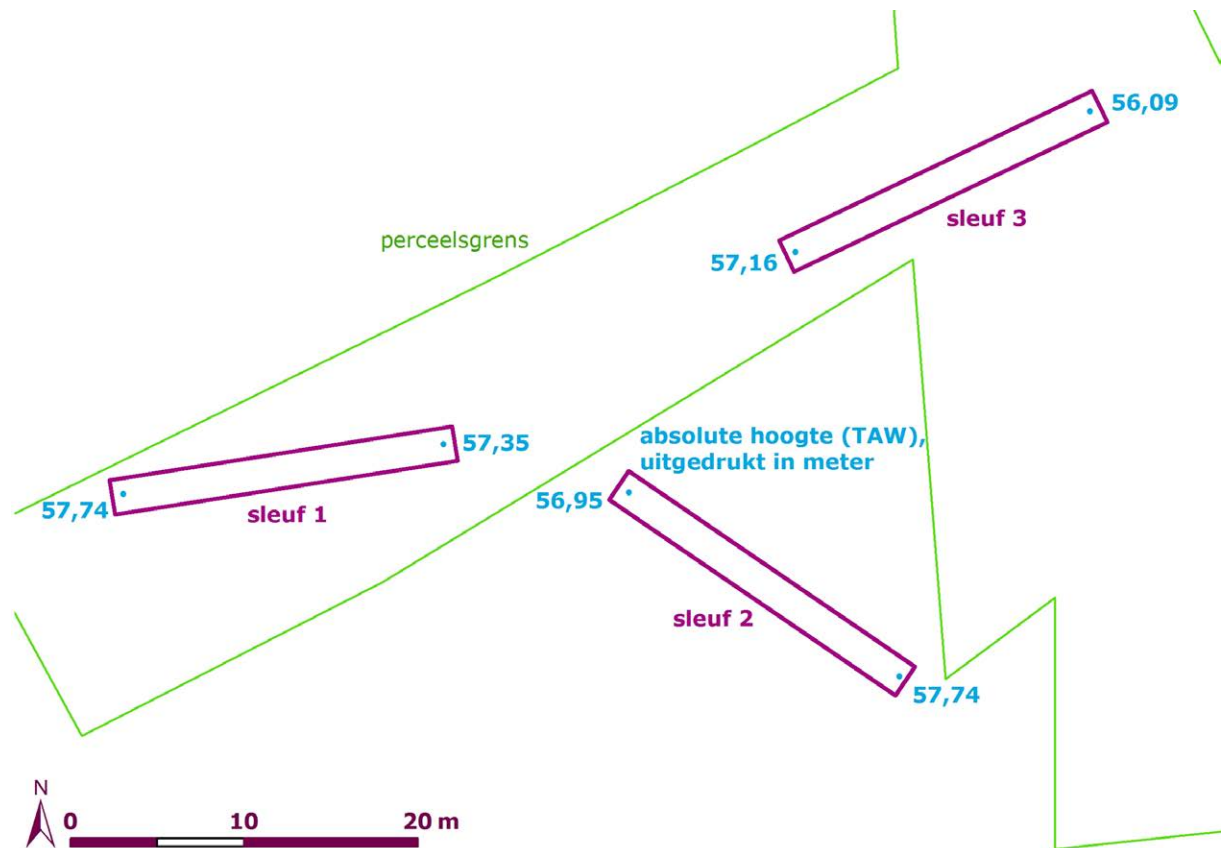 56,09
sleuf 3
perceelsgrens
57,16
absolute hoogte (TAW),
uitgedrukt in meter
57,35
57,74
sleuf 1
56,95
sleuf 2
57,74
N
0 10 20 m